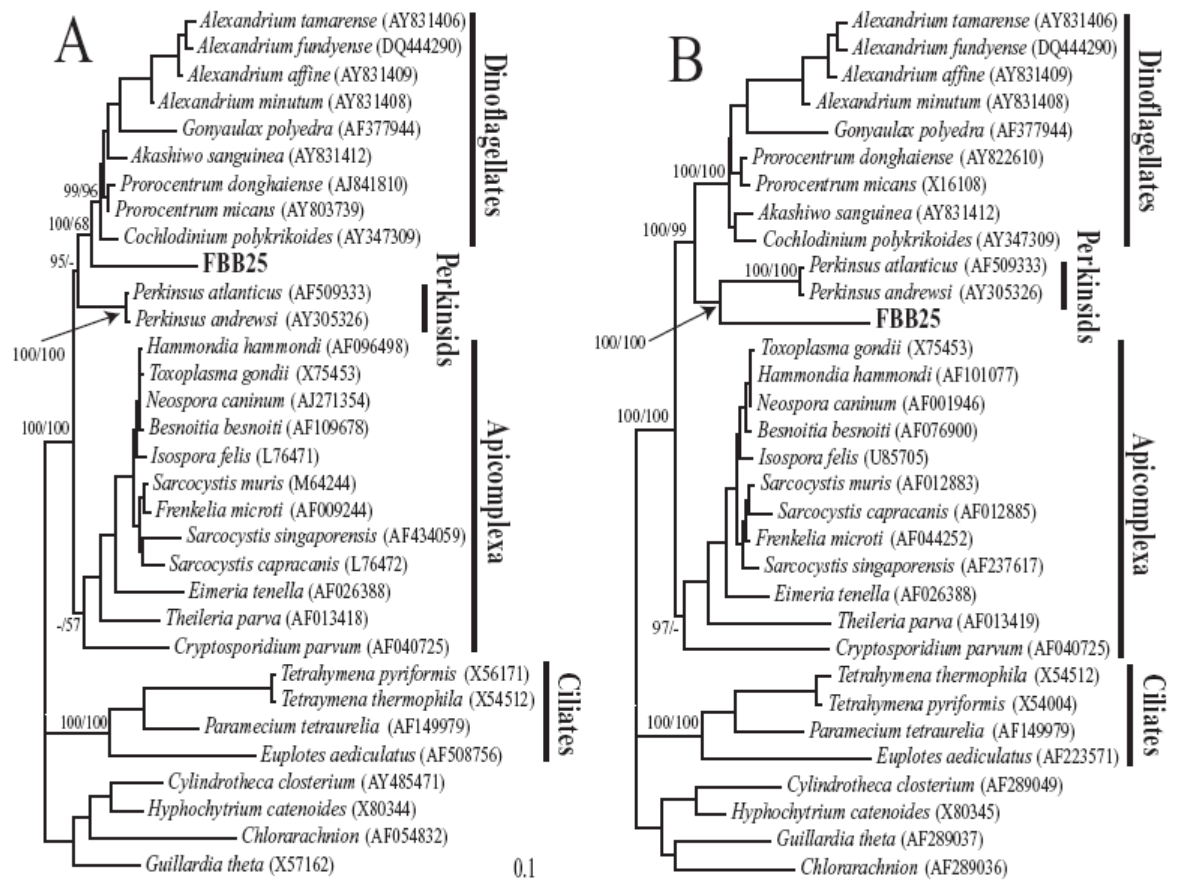 A
Alexandrium tamarense (AY831406)
Alexandrium fundyense (DQ444290)
Alexandrium affine (AY831409)
Alexandrium minutum (AY831408)
Gonyaulax polyedra (AF377944)
Akashiwo sanguinea (AY831412)
99/96
Prorocentrum donghaiense (AJ841810)
Prorocentrum micans (AY803739)
100/68
Cochlodinium polykrikoides (AY347309)
95/-
FBB25
Perkinsus atlanticus (AF509333)
Perkinsus andrewsi (AY305326)
100/100
Hammondia hammondi (AF096498)
Toxoplasma gondii (X75453)
Neospora caninum (AJ271354)
100/100
Besnoitia besnoiti (AF109678)
Isospora felis (L76471)
Sarcocystis muris (M64244)
Frenkelia microti (AF009244)
Sarcocystis singaporensis (AF434059)
Sarcocystis capracanis (L76472)
Eimeria tenella (AF026388)
Theileria parva (AF013418)
-/57
Cryptosporidium parvum (AF040725)
Tetrahymena pyriformis (X56171)
Tetraymena thermophila (X54512)
100/100
Paramecium tetraurelia (AF149979)
Euplotes aediculatus (AF508756)
Cylindrotheca closterium (AY485471)
Hyphochytrium catenoides (X80344)
Chlorarachnion (AF054832)
Guillardia theta (X57162)
0.1
Dinoflagellates
Perkinsids
Apicomplexa
Ciliates
B
Alexandrium tamarense (AY831406)
Alexandrium fundyense (DQ444290)
Alexandrium affine (AY831409)
Alexandrium minutum (AY831408)
Gonyaulax polyedra (AF377944)
Prorocentrum donghaiense (AY822610)
100/100
Prorocentrum micans (X16108)
Akashiwo sanguinea (AY831412)
100/99
Cochlodinium polykrikoides (AY347309)
100/100
Perkinsus atlanticus (AF509333)
Perkinsus andrewsi (AY305326)
FBB25
100/100
Toxoplasma gondii (X75453)
Hammondia hammondi (AF101077)
Neospora caninum (AF001946)
100/100
Besnoitia besnoiti (AF076900)
Isospora felis (U85705)
Sarcocystis muris (AF012883)
Sarcocystis capracanis (AF012885)
Frenkelia microti (AF044252)
Sarcocystis singaporensis (AF237617)
Eimeria tenella (AF026388)
Theileria parva (AF013419)
97/-
Cryptosporidium parvum (AF040725)
Tetrahymena thermophila (X54512)
Tetrahymena pyriformis (X54004)
100/100
Paramecium tetraurelia (AF149979)
Euplotes aediculatus (AF223571)
Cylindrotheca closterium (AF289049)
Hyphochytrium catenoides (X80345)
Guillardia theta (AF289037)
Chlorarachnion (AF289036)
Dinoflagellates
Perkinsids
Apicomplexa
Ciliates